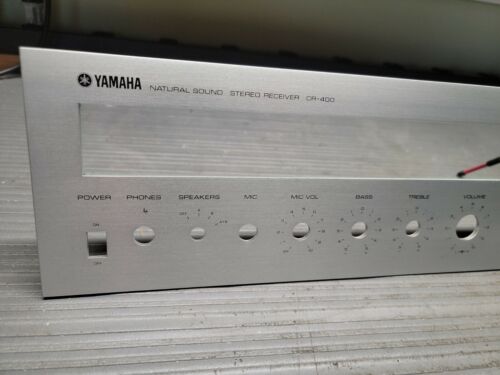 YAMAHA NATURAL SOUND STEREO RECEIVER CR-400
POWER PHONES SPEAKERS MIC MIC VOL BASS TREBLE VOLUME
ON
OFF